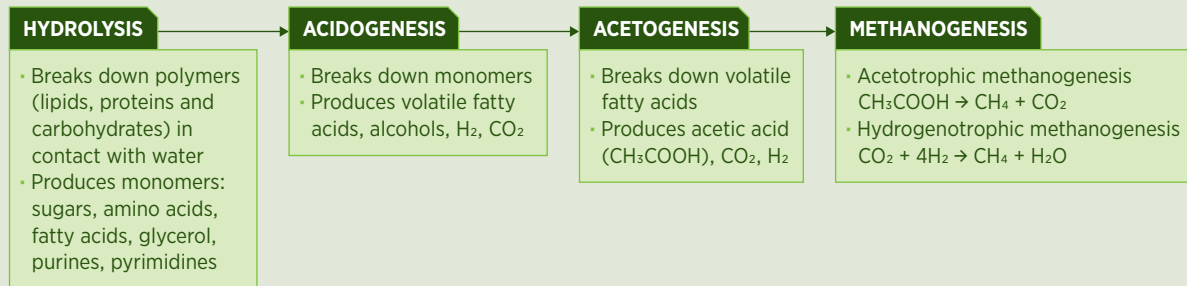 HYDROLYSIS
· Breaks down polymers
(lipids, proteins and
carbohydrates) in
contact with water
· Produces monomers:
sugars, amino acids,
fatty acids, glycerol,
purines, pyrimidines
ACIDOGENESIS
· Breaks down monomers
· Produces volatile fatty
acids, alcohols, H₂, CO₂
ACETOGENESIS
· Breaks down volatile
fatty acids
· Produces acetic acid
(CH₃COOH), CO₂, H₂
METHANOGENESIS
· Acetotrophic methanogenesis
CH₃COOH → CH₄ + CO₂
· Hydrogenotrophic methanogenesis
CO₂ + 4H₂ → CH₄ + H₂O